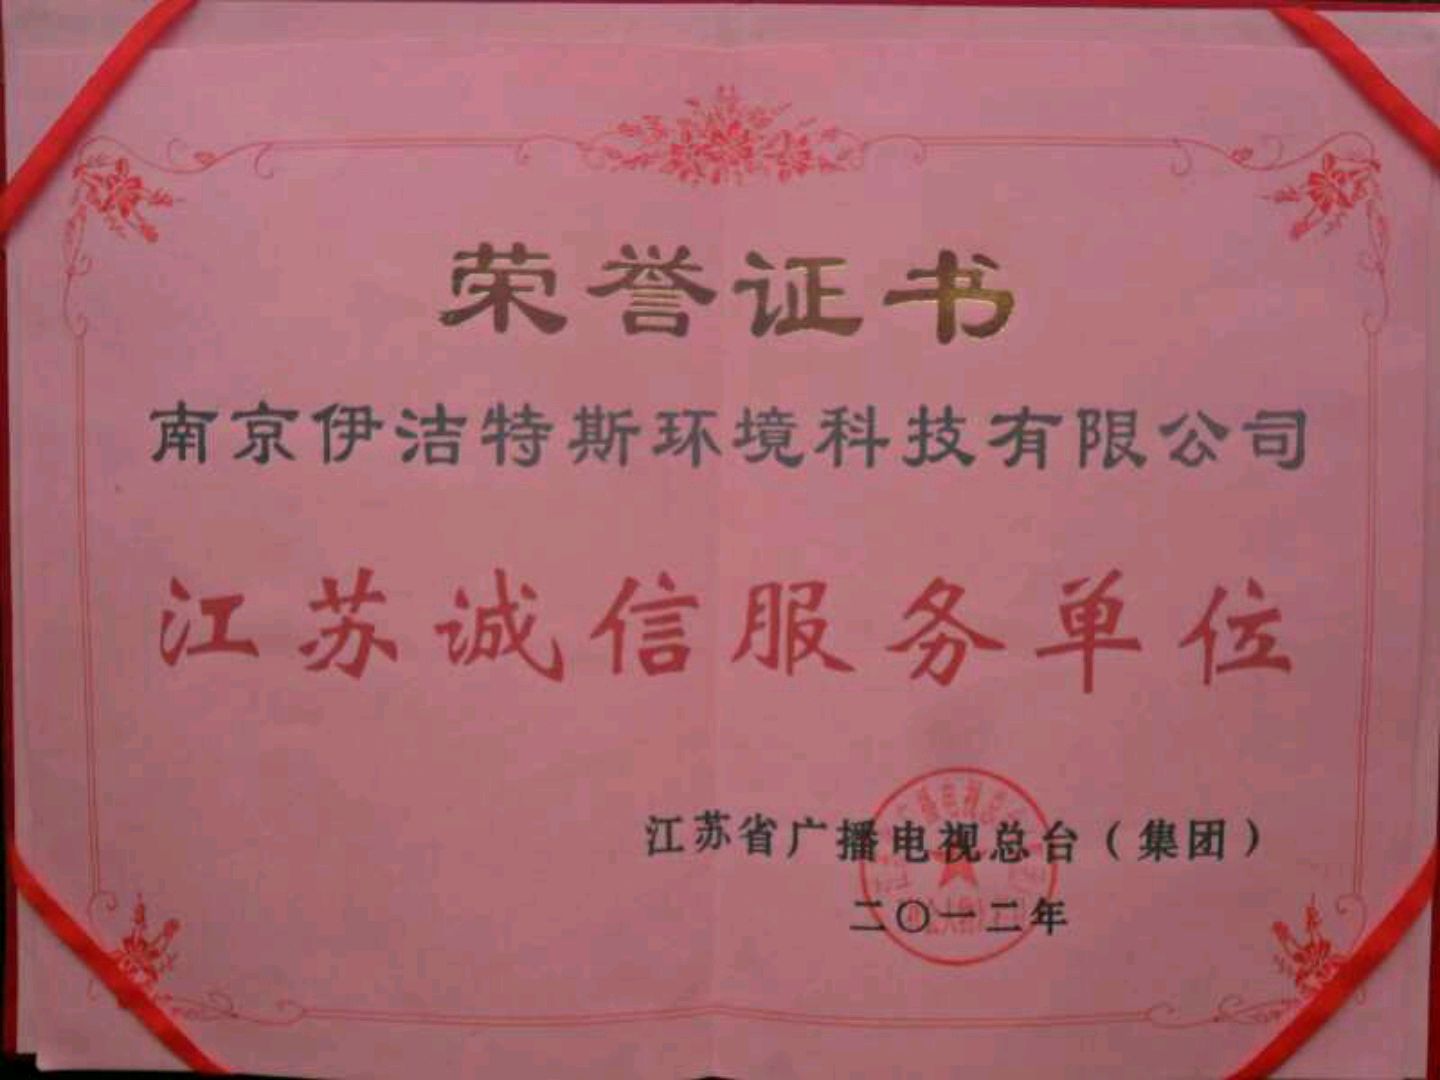 荣誉证书
南京伊洁特斯环境科技有限公司
江苏诚信服务单位
江苏省广播电视总台（集团）
二〇一二年